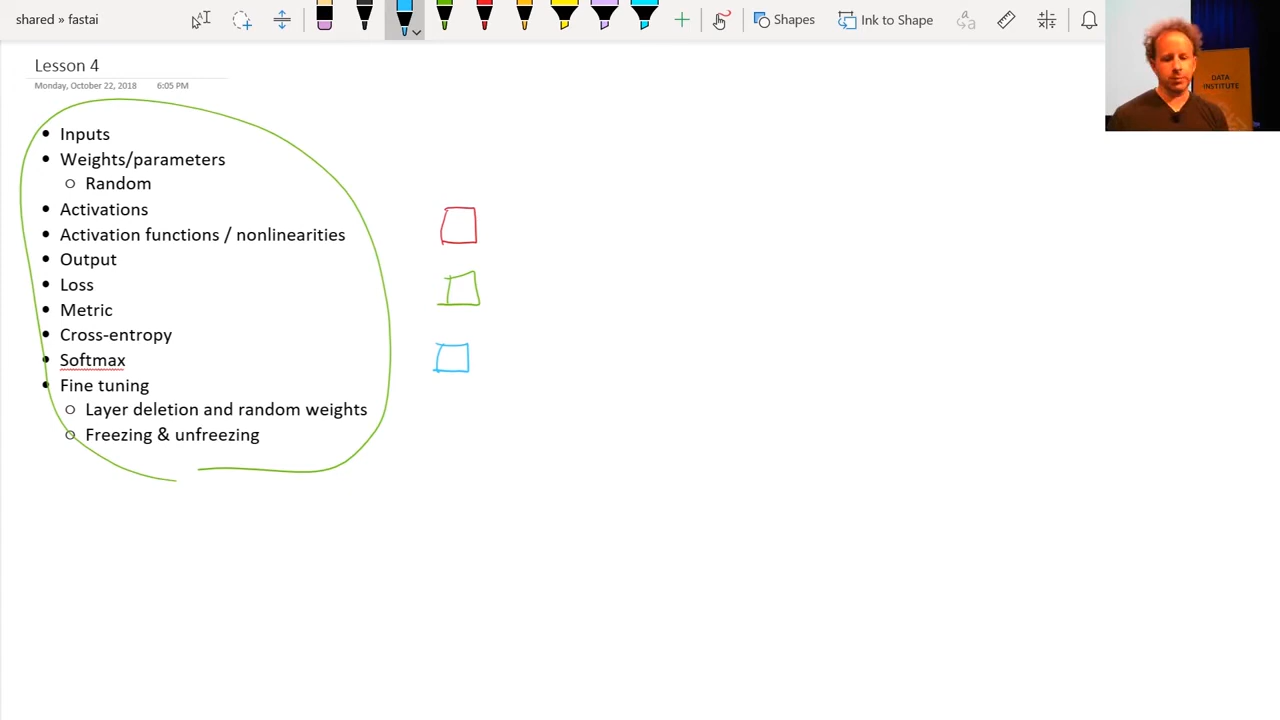 shared » fastai
Shapes
Ink to Shape
Lesson 4
Monday, October 22, 2018 6:05 PM
DATA
INSTITUTE
• Inputs
• Weights/parameters
○ Random
• Activations
• Activation functions / nonlinearities
• Output
• Loss
• Metric
• Cross-entropy
• Softmax
• Fine tuning
○ Layer deletion and random weights
○ Freezing & unfreezing